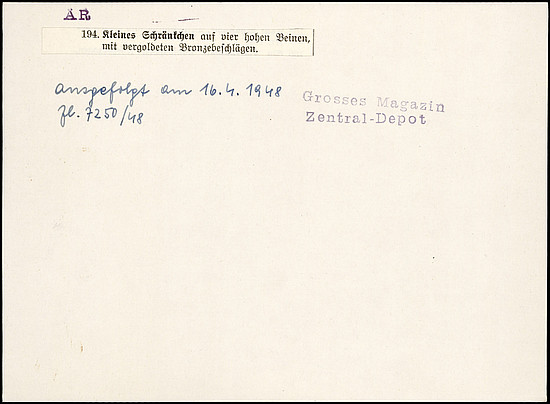 AR
194. Kleines Schränkchen auf vier hohen Beinen,
mit vergoldeten Bronzebeschlägen.
ausgefolgt am 16.4.1948
Zl. 7250/48
Grosses Magazin
Zentral-Depot